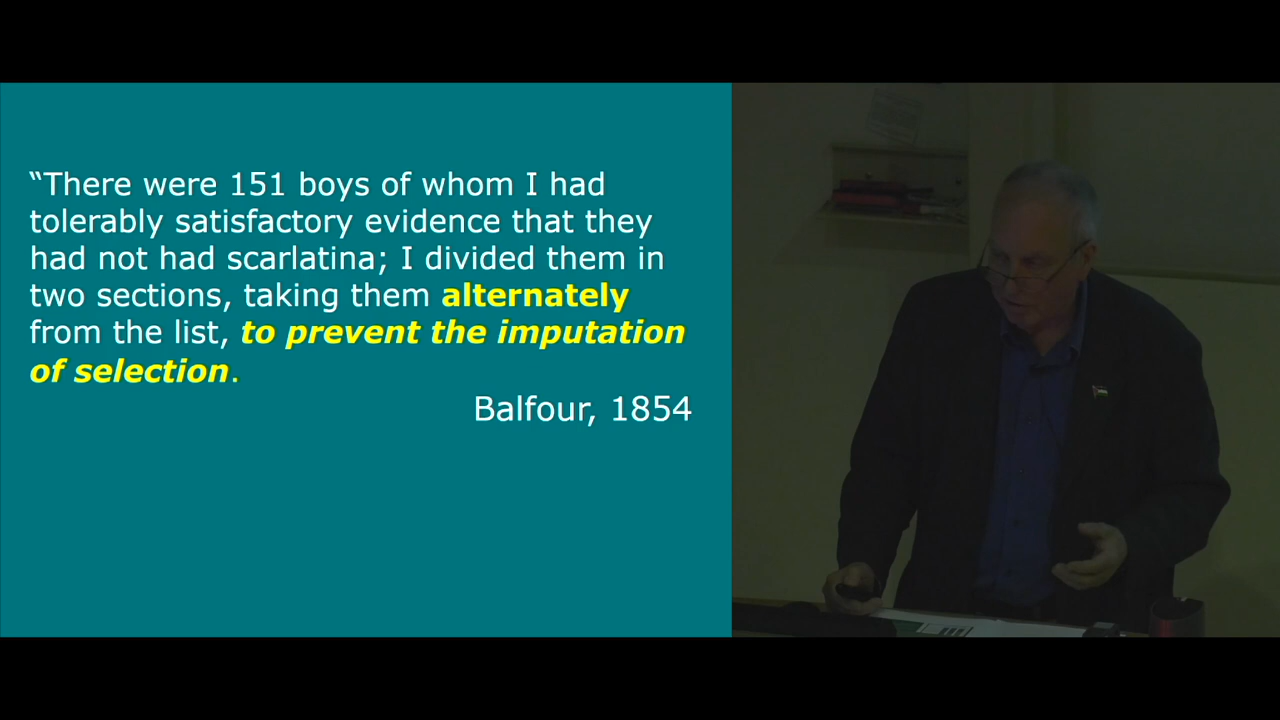 “There were 151 boys of whom I had
tolerably satisfactory evidence that they
had not had scarlatina; I divided them in
two sections, taking them alternately
from the list, to prevent the imputation
of selection.
Balfour, 1854